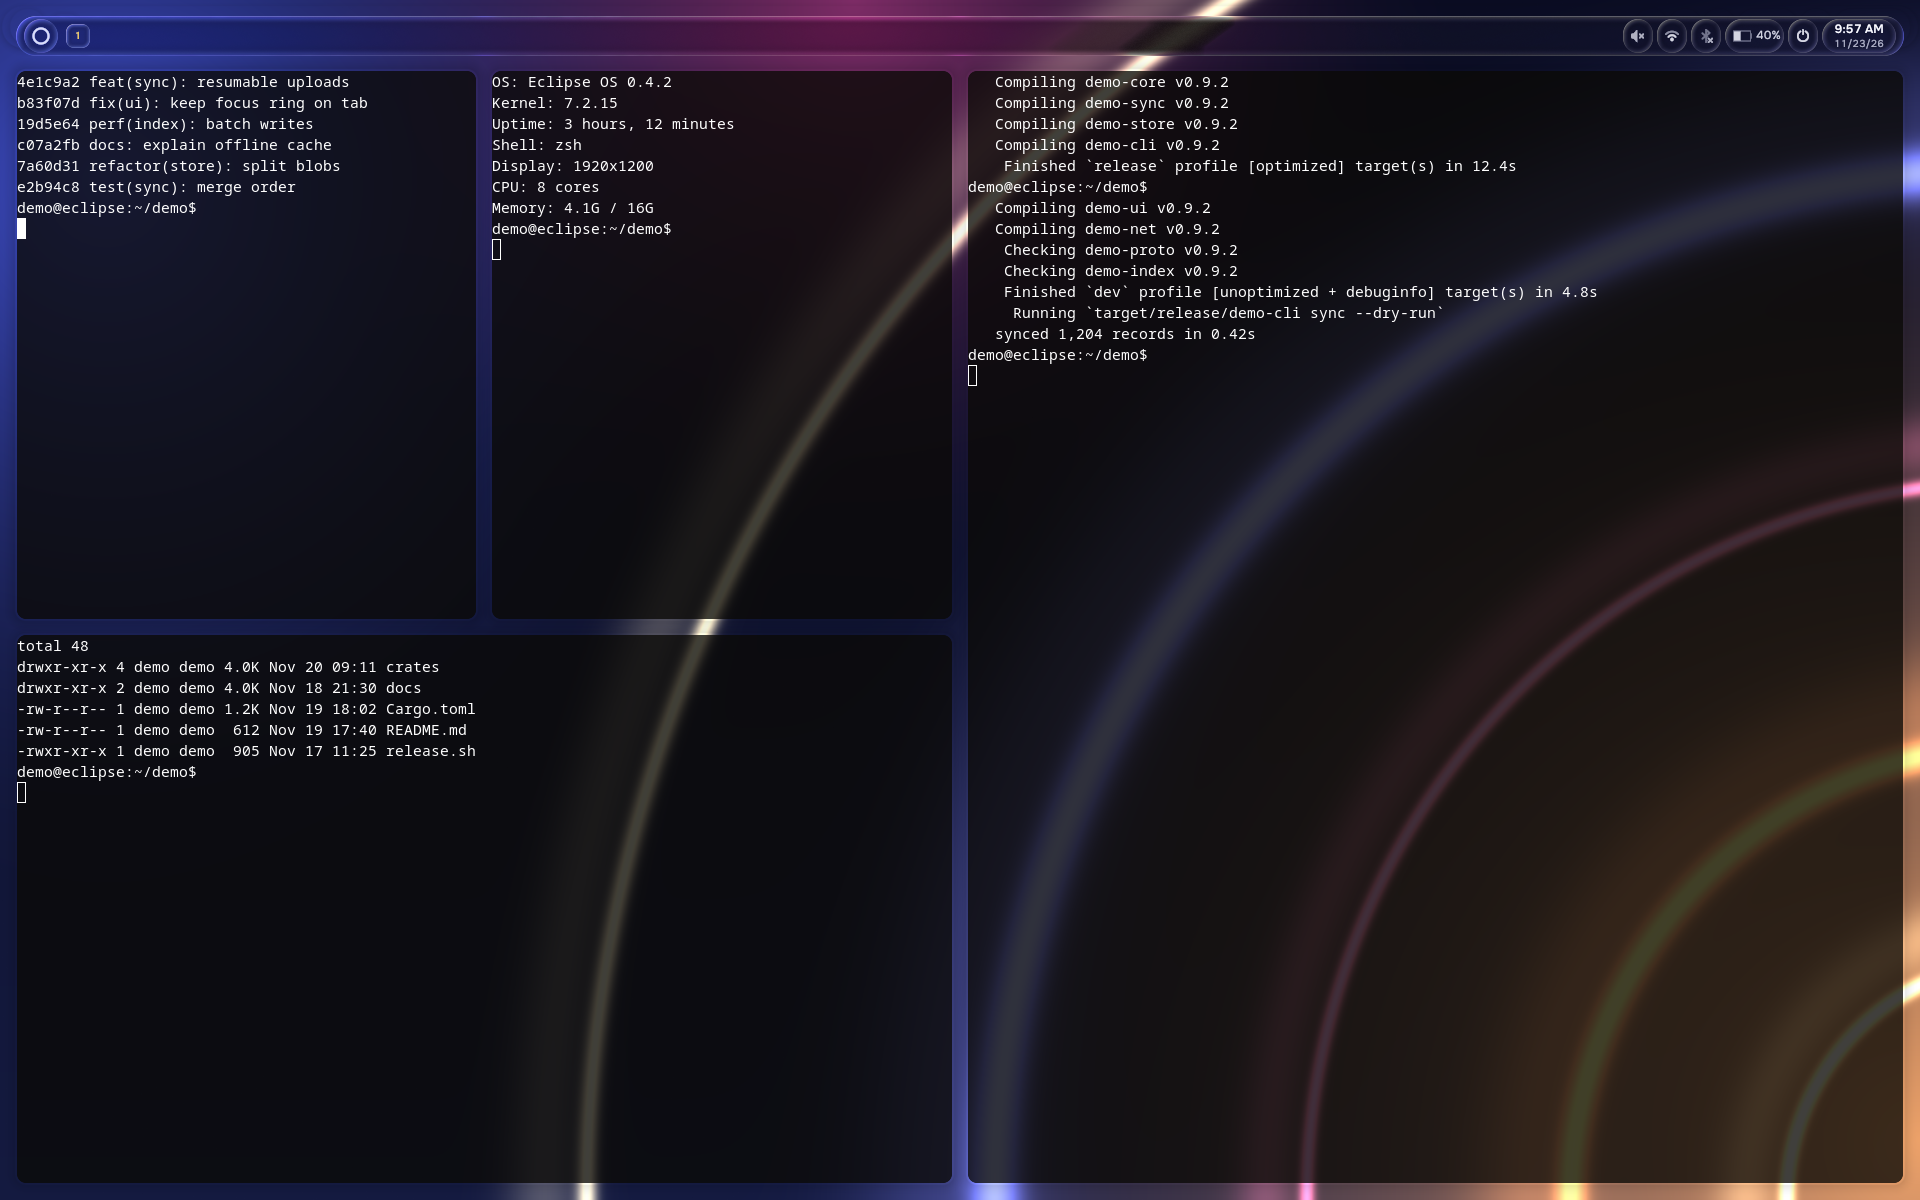 1
40%
9:57 AM
11/23/26
4e1c9a2 feat(sync): resumable uploads
b83f07d fix(ui): keep focus ring on tab
19d5e64 perf(index): batch writes
c07a2fb docs: explain offline cache
7a60d31 refactor(store): split blobs
e2b94c8 test(sync): merge order
demo@eclipse:~/demo$
OS: Eclipse OS 0.4.2
Kernel: 7.2.15
Uptime: 3 hours, 12 minutes
Shell: zsh
Display: 1920x1200
CPU: 8 cores
Memory: 4.1G / 16G
demo@eclipse:~/demo$
Compiling demo-core v0.9.2
Compiling demo-sync v0.9.2
Compiling demo-store v0.9.2
Compiling demo-cli v0.9.2
Finished `release` profile [optimized] target(s) in 12.4s
demo@eclipse:~/demo$
Compiling demo-ui v0.9.2
Compiling demo-net v0.9.2
Checking demo-proto v0.9.2
Checking demo-index v0.9.2
Finished `dev` profile [unoptimized + debuginfo] target(s) in 4.8s
Running `target/release/demo-cli sync --dry-run`
synced 1,204 records in 0.42s
demo@eclipse:~/demo$
total 48
drwxr-xr-x 4 demo demo 4.0K Nov 20 09:11 crates
drwxr-xr-x 2 demo demo 4.0K Nov 18 21:30 docs
-rw-r--r-- 1 demo demo 1.2K Nov 19 18:02 Cargo.toml
-rw-r--r-- 1 demo demo  612 Nov 19 17:40 README.md
-rwxr-xr-x 1 demo demo  905 Nov 17 11:25 release.sh
demo@eclipse:~/demo$